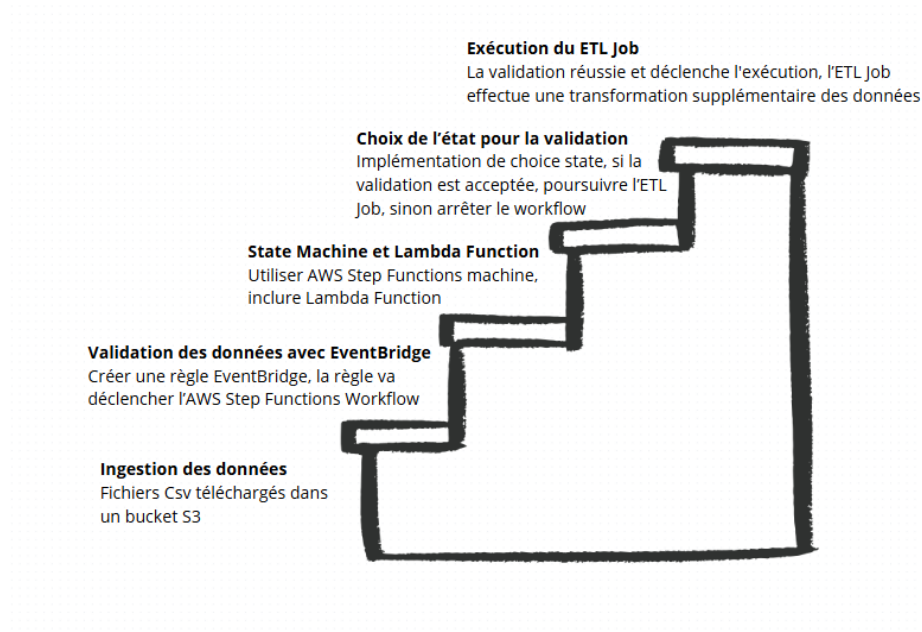 Exécution du ETL Job
La validation réussie et déclenche l'exécution, l'ETL Job
effectue une transformation supplémentaire des données
Choix de l'état pour la validation
Implémentation de choice state, si la
validation est acceptée, poursuivre l'ETL
Job, sinon arrêter le workflow
State Machine et Lambda Function
Utiliser AWS Step Functions machine,
inclure Lambda Function
Validation des données avec EventBridge
Créer une règle EventBridge, la règle va
déclencher l'AWS Step Functions Workflow
Ingestion des données
Fichiers Csv téléchargés dans
un bucket S3